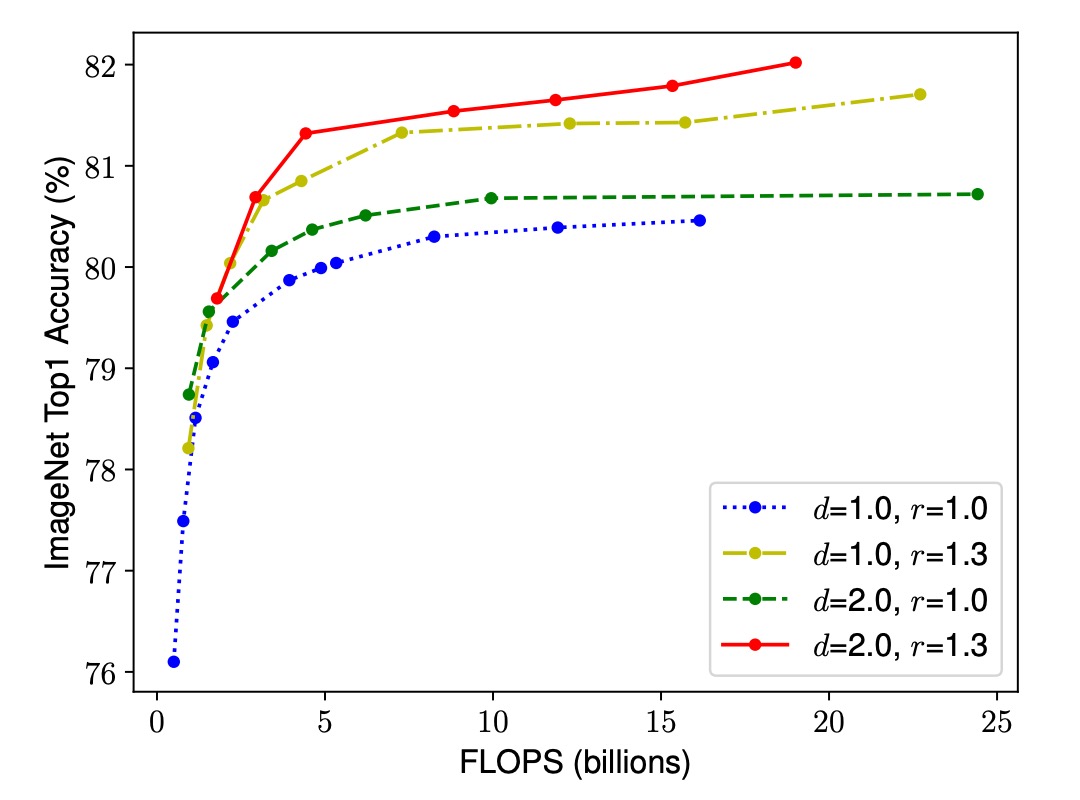 82
81
80
79
78
77
76
ImageNet Top1 Accuracy (%)
d=1.0, r=1.0
d=1.0, r=1.3
d=2.0, r=1.0
d=2.0, r=1.3
0 5 10 15 20 25
FLOPS (billions)